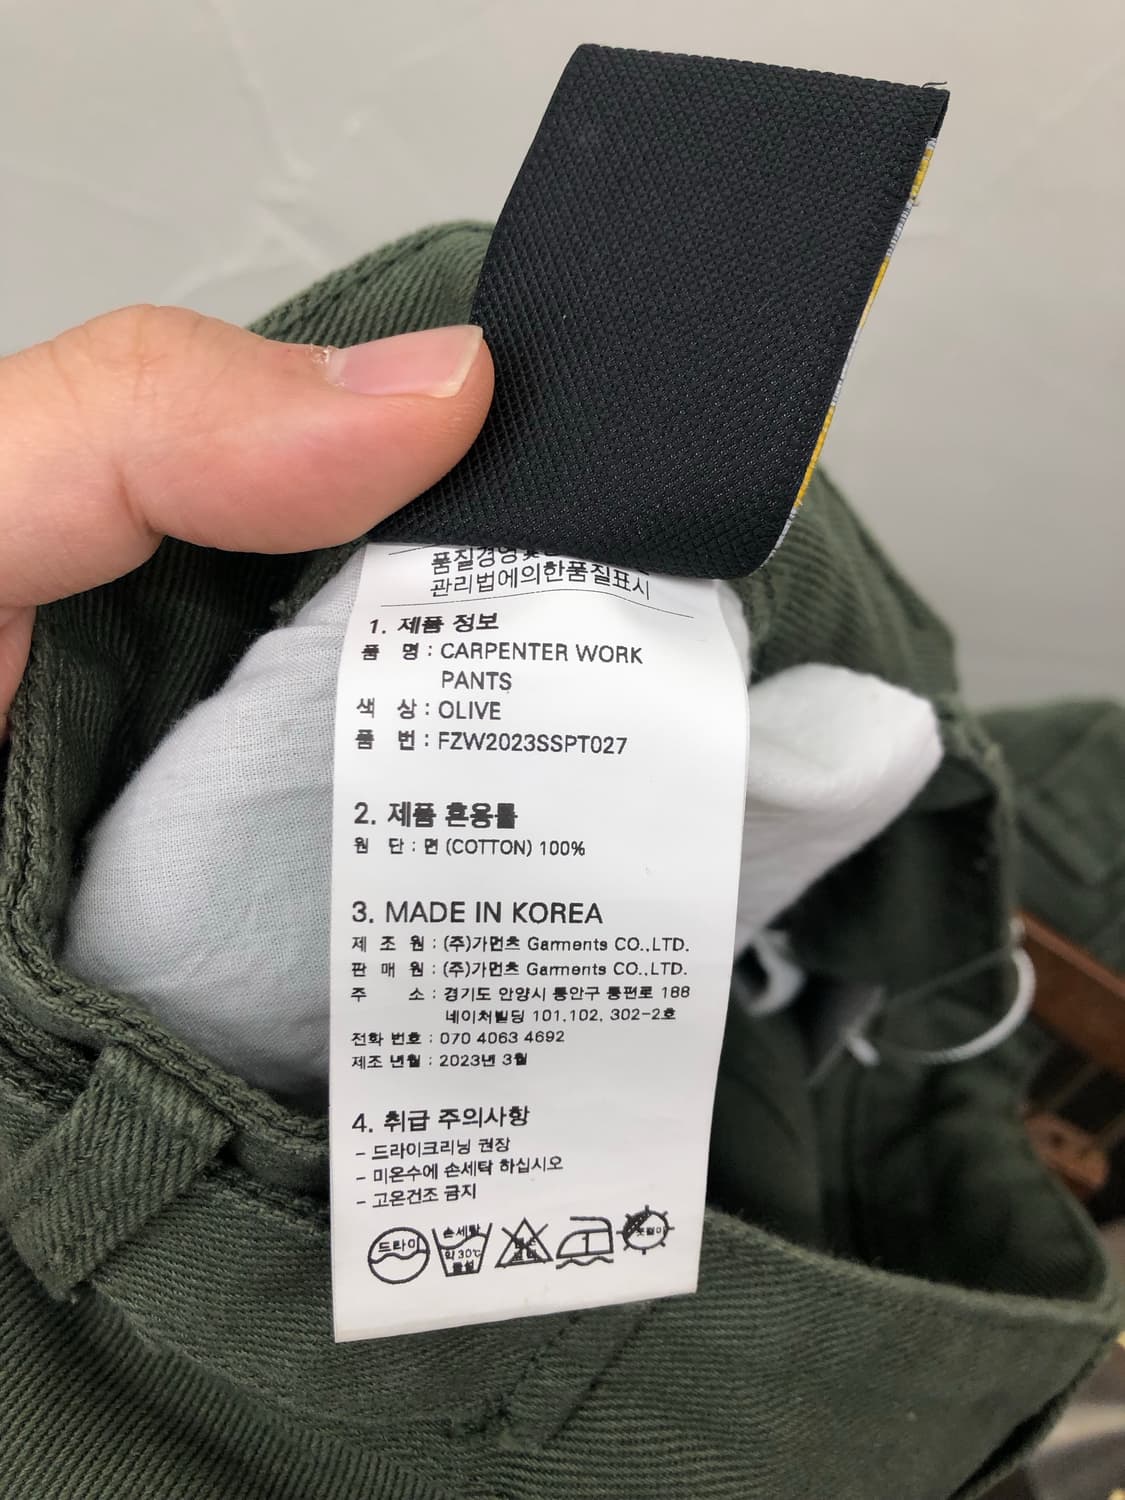 품질경영및
관리법에의한품질표시
1. 제품 정보
품 명 : CARPENTER WORK
PANTS
색 상 : OLIVE
품 번 : FZW2023SSPT027
2. 제품 혼용률
원 단 : 면 (COTTON) 100%
3. MADE IN KOREA
제 조 원 : (주)가먼츠 Garments CO.,LTD.
판 매 원 : (주)가먼츠 Garments CO.,LTD.
주 소 : 경기도 안양시 동안구 통편로 188
네이처빌딩 101.102, 302-2호
전화 번호 : 070 4063 4692
제조 년월 : 2023년 3월
4. 취급 주의사항
- 드라이크리닝 권장
- 미온수에 손세탁 하십시오
- 고온건조 금지
드라이
손세탁
약 30℃
중성
1